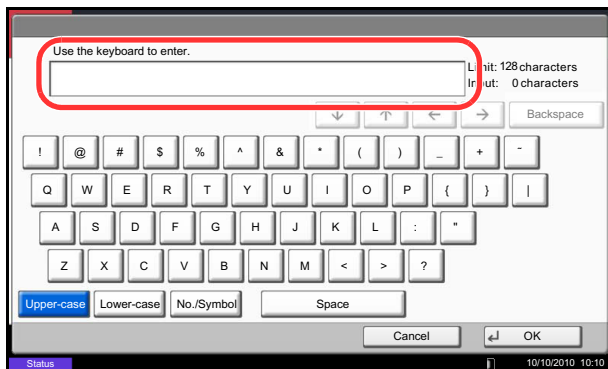 Use the keyboard to enter.
Limit: 128 characters
Input: 0 characters
↓ ↑ ← → Backspace
! @ # $ % ^ & * ( ) _ + ~
Q W E R T Y U I O P { } |
A S D F G H J K L : "
Z X C V B N M < > ?
Upper-case Lower-case No./Symbol Space
Cancel ↵ OK
Status 10/10/2010 10:10